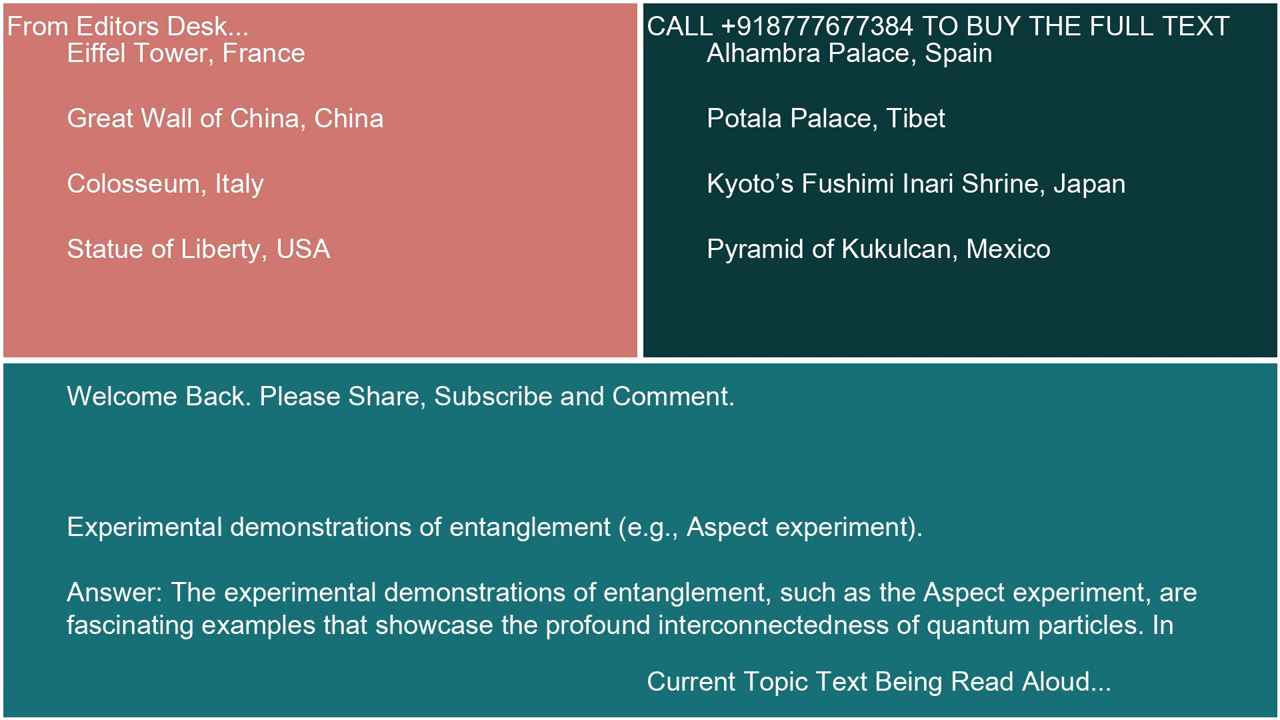 From Editors Desk...
Eiffel Tower, France
Great Wall of China, China
Colosseum, Italy
Statue of Liberty, USA
CALL +918777677384 TO BUY THE FULL TEXT
Alhambra Palace, Spain
Potala Palace, Tibet
Kyoto’s Fushimi Inari Shrine, Japan
Pyramid of Kukulcan, Mexico
Welcome Back. Please Share, Subscribe and Comment.
Experimental demonstrations of entanglement (e.g., Aspect experiment).
Answer: The experimental demonstrations of entanglement, such as the Aspect experiment, are
fascinating examples that showcase the profound interconnectedness of quantum particles. In
Current Topic Text Being Read Aloud...